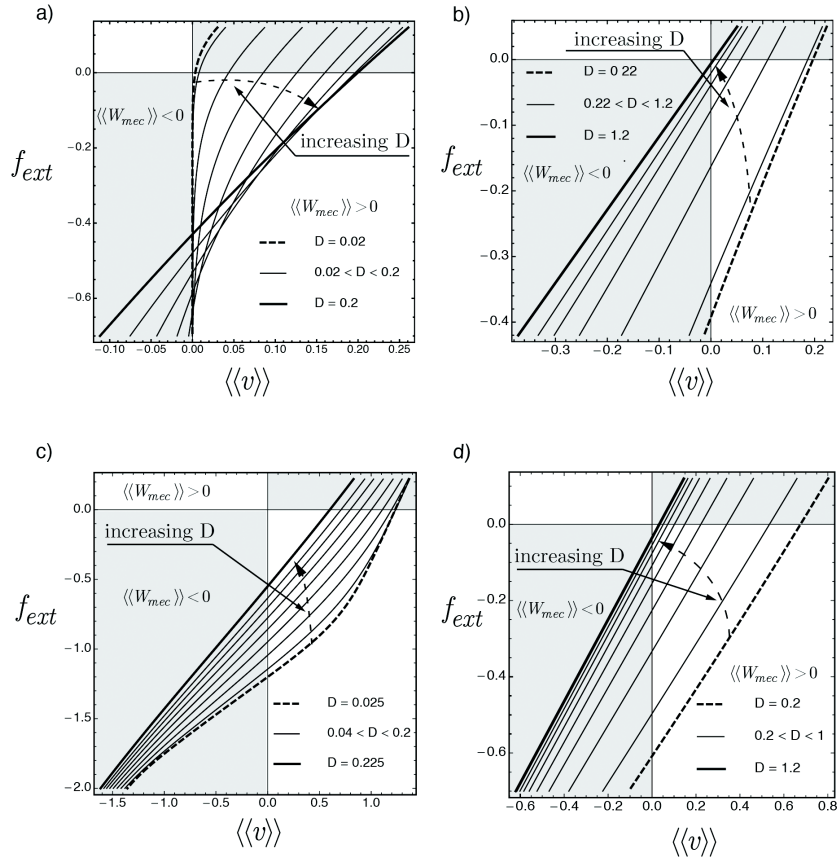 a)
0.0
−0.2
−0.4
−0.6
f_ext
⟨⟨W_mec⟩⟩<0
increasing D
⟨⟨W_mec⟩⟩>0
D = 0.02
0.02 < D < 0.2
D = 0.2
−0.10 −0.05 0.00 0.05 0.10 0.15 0.20 0.25
⟨⟨v⟩⟩
b)
increasing D
0.0
−0.1
−0.2
−0.3
−0.4
f_ext
D = 0 22
0.22 < D < 1.2
D = 1.2
⟨⟨W_mec⟩⟩<0
⟨⟨W_mec⟩⟩>0
−0.3 −0.2 −0.1 0.0 0.1 0.2
⟨⟨v⟩⟩
c)
⟨⟨W_mec⟩⟩>0
0.0
−0.5
−1.0
−1.5
−2.0
increasing D
⟨⟨W_mec⟩⟩<0
f_ext
D = 0.025
0.04 < D < 0.2
D = 0.225
−1.5 −1.0 −0.5 0.0 0.5 1.0
⟨⟨v⟩⟩
d)
0.0
−0.2
−0.4
−0.6
increasing D
⟨⟨W_mec⟩⟩<0
f_ext
⟨⟨W_mec⟩⟩>0
D = 0.2
0.2 < D < 1
D = 1.2
−0.6 −0.4 −0.2 0.0 0.2 0.4 0.6 0.8
⟨⟨v⟩⟩